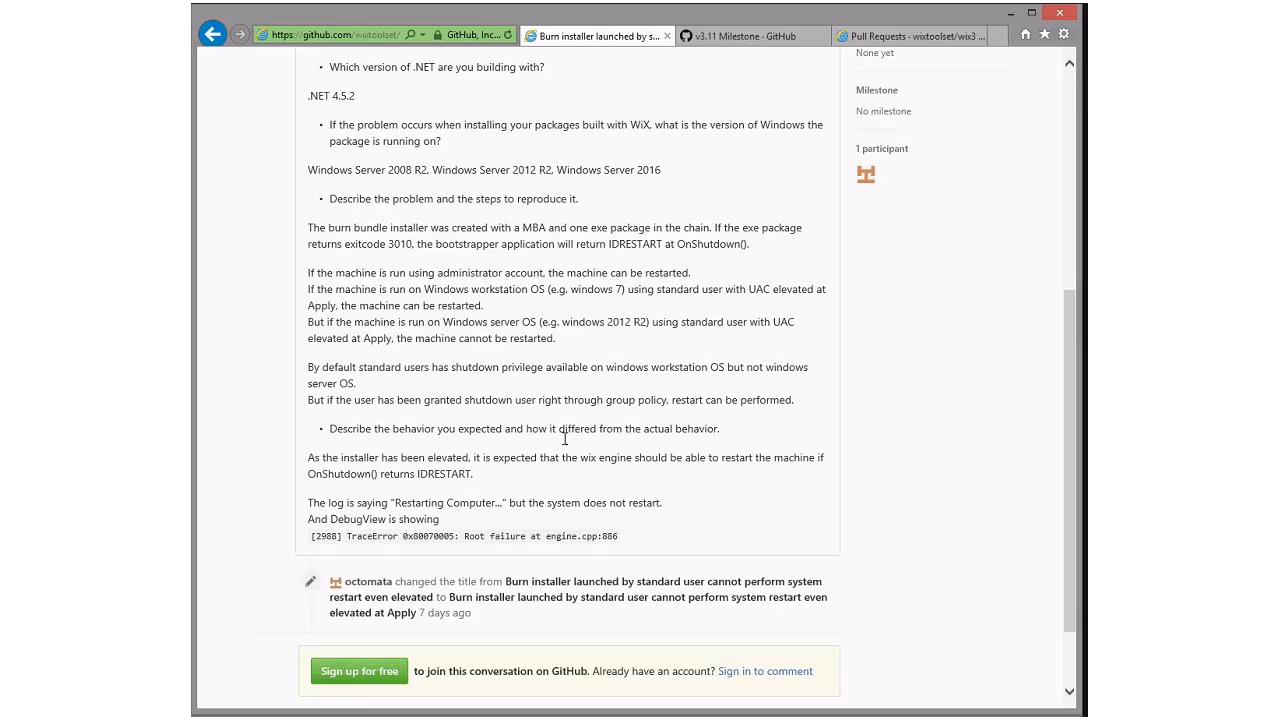 https://github.com/wixtoolset/
GitHub, Inc...
Burn installer launched by s...
v3.11 Milestone - GitHub
Pull Requests · wixtoolset/wix3 ...
None yet
• Which version of .NET are you building with?
Milestone
.NET 4.5.2
No milestone
• If the problem occurs when installing your packages built with WiX, what is the version of Windows the
package is running on?
1 participant
Windows Server 2008 R2, Windows Server 2012 R2, Windows Server 2016
• Describe the problem and the steps to reproduce it.
The burn bundle installer was created with a MBA and one exe package in the chain. If the exe package
returns exitcode 3010, the bootstrapper application will return IDRESTART at OnShutdown().
If the machine is run using administrator account, the machine can be restarted.
If the machine is run on Windows workstation OS (e.g. windows 7) using standard user with UAC elevated at
Apply, the machine can be restarted.
But if the machine is run on Windows server OS (e.g. windows 2012 R2) using standard user with UAC
elevated at Apply, the machine cannot be restarted.
By default standard users has shutdown privilege available on windows workstation OS but not windows
server OS.
But if the user has been granted shutdown user right through group policy, restart can be performed.
• Describe the behavior you expected and how it differed from the actual behavior.
As the installer has been elevated, it is expected that the wix engine should be able to restart the machine if
OnShutdown() returns IDRESTART.
The log is saying "Restarting Computer..." but the system does not restart.
And DebugView is showing
[2988] TraceError 0x80070005: Root failure at engine.cpp:886
octomata changed the title from Burn installer launched by standard user cannot perform system
restart even elevated to Burn installer launched by standard user cannot perform system restart even
elevated at Apply 7 days ago
Sign up for free to join this conversation on GitHub. Already have an account? Sign in to comment